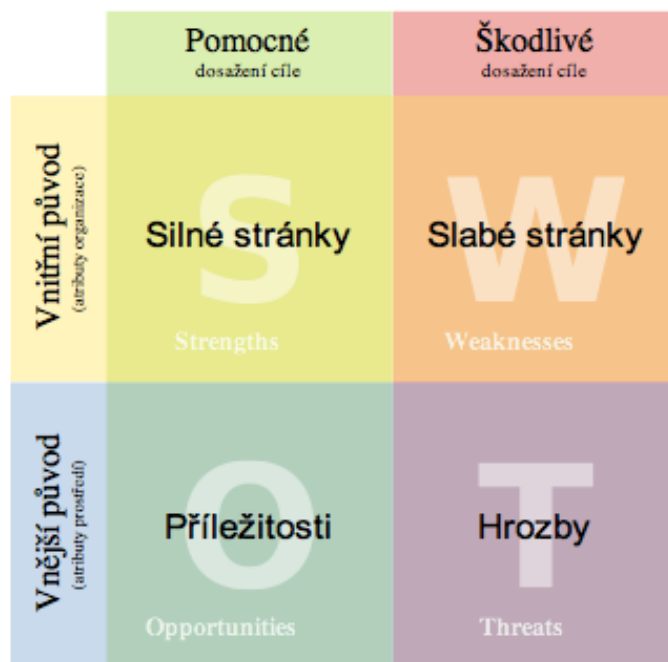 Pomocné
dosažení cíle
Škodlivé
dosažení cíle
Vnitřní původ
(atributy organizace)
S
Silné stránky
Strengths
W
Slabé stránky
Weaknesses
Vnější původ
(atributy prostředí)
O
Příležitosti
Opportunities
T
Hrozby
Threats